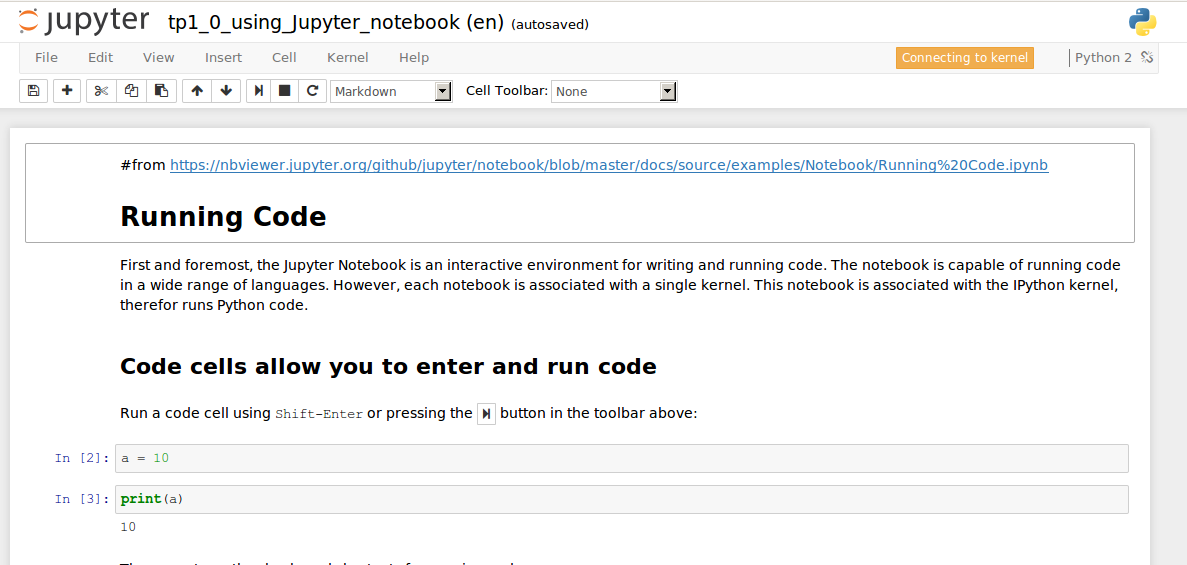 jupyter tp1_0_using_Jupyter_notebook (en) (autosaved)
File Edit View Insert Cell Kernel Help Connecting to kernel Python 2
Markdown Cell Toolbar: None
#from https://nbviewer.jupyter.org/github/jupyter/notebook/blob/master/docs/source/examples/Notebook/Running%20Code.ipynb
Running Code
First and foremost, the Jupyter Notebook is an interactive environment for writing and running code. The notebook is capable of running code
in a wide range of languages. However, each notebook is associated with a single kernel. This notebook is associated with the IPython kernel,
therefor runs Python code.
Code cells allow you to enter and run code
Run a code cell using Shift-Enter or pressing the button in the toolbar above:
In [2]: a = 10
In [3]: print(a)
10